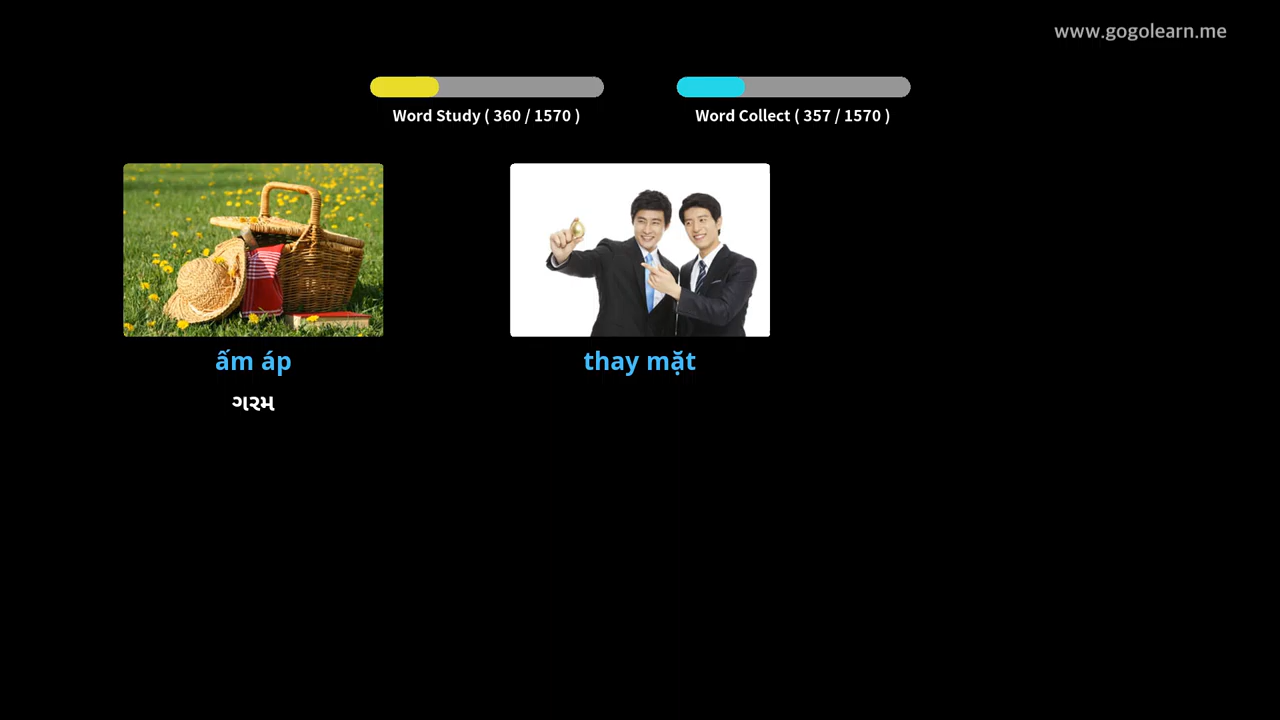 www.gogolearn.me
Word Study ( 360 / 1570 )
Word Collect ( 357 / 1570 )
ấm áp
thay mặt
ગરમ